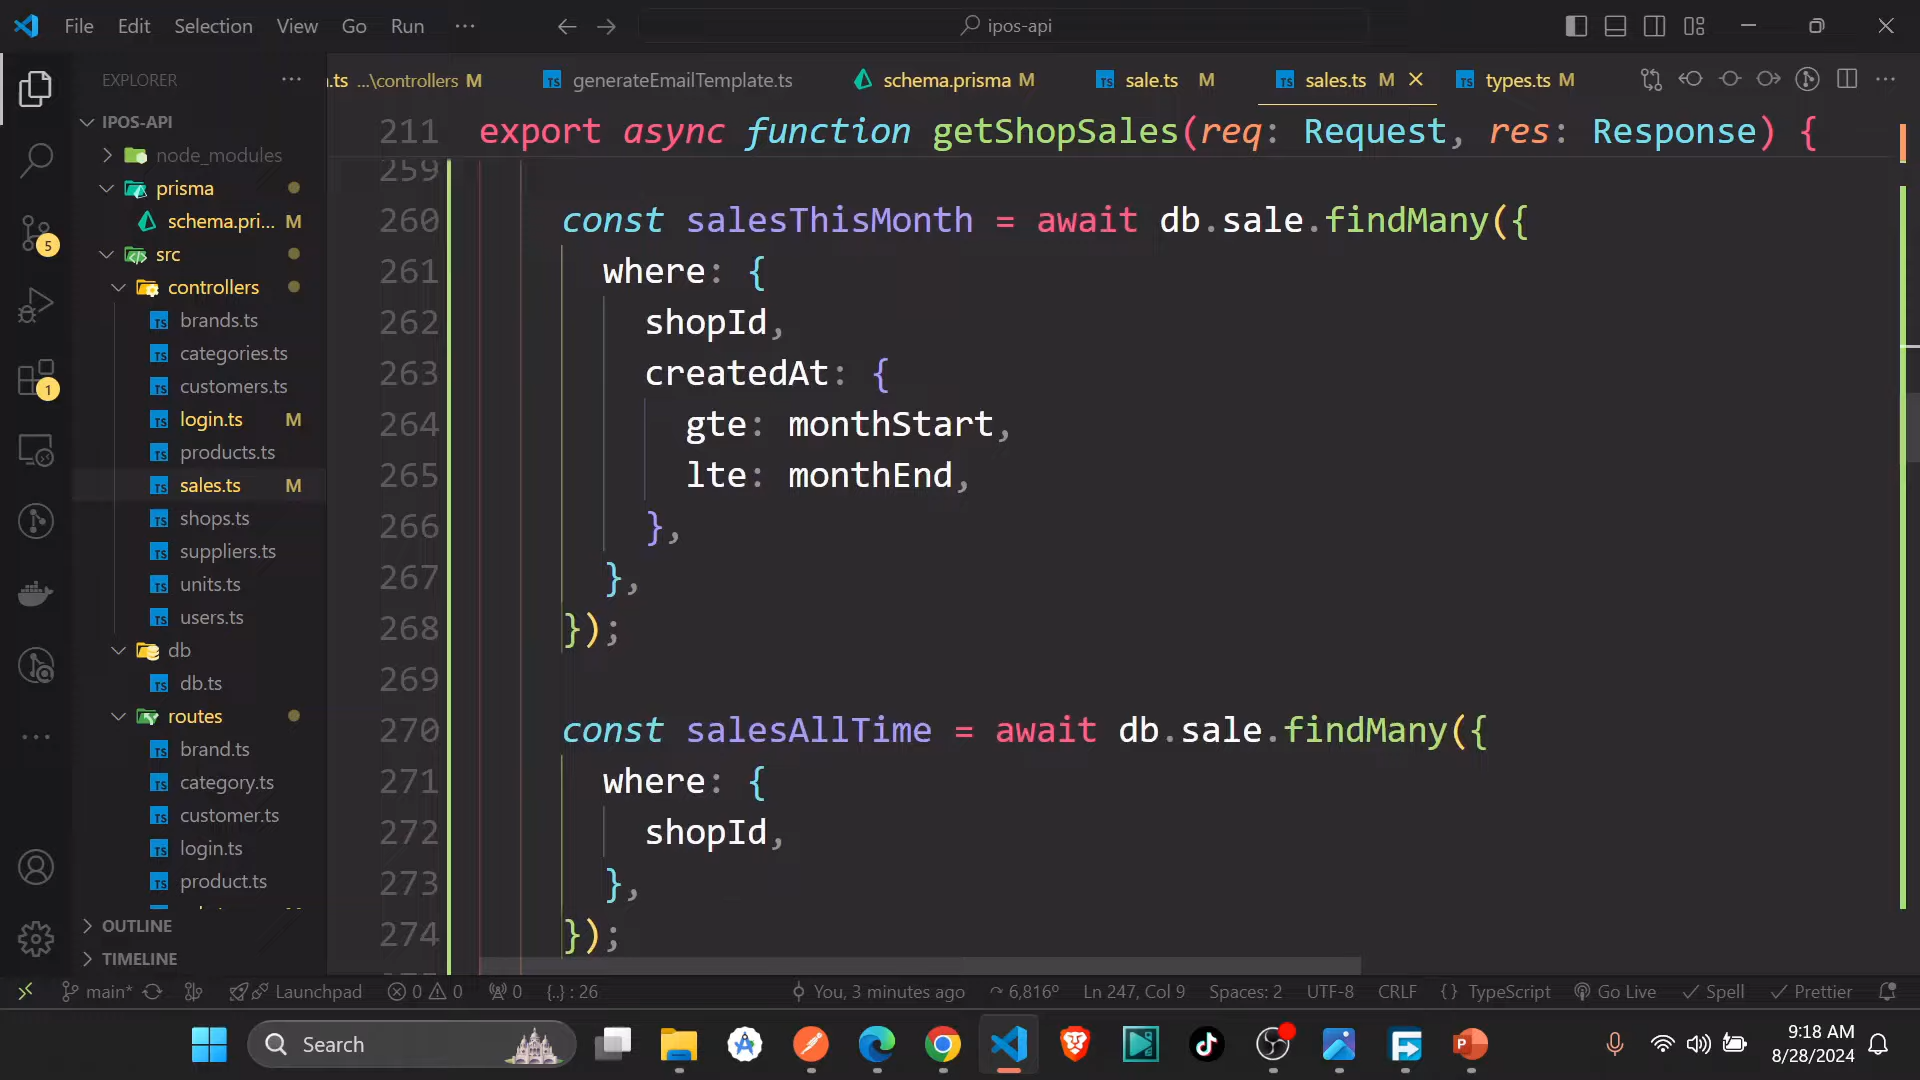 File Edit Selection View Go Run ... ipos-api
EXPLORER ...
.ts ...\controllers M generateEmailTemplate.ts schema.prisma M sale.ts M sales.ts M types.ts M
IPOS-API
node_modules
prisma
schema.pri... M
src
controllers
brands.ts
categories.ts
customers.ts
login.ts M
products.ts
sales.ts M
shops.ts
suppliers.ts
units.ts
users.ts
db
db.ts
routes
brand.ts
category.ts
customer.ts
login.ts
product.ts
OUTLINE
TIMELINE
5
1
211 export async function getShopSales(req: Request, res: Response) {
259
260 const salesThisMonth = await db.sale.findMany({
261 where: {
262 shopId,
263 createdAt: {
264 gte: monthStart,
265 lte: monthEnd,
266 },
267 },
268 });
269
270 const salesAllTime = await db.sale.findMany({
271 where: {
272 shopId,
273 },
274 });
main* Launchpad 0 0 0 {..} : 26 You, 3 minutes ago 6,816º Ln 247, Col 9 Spaces: 2 UTF-8 CRLF {} TypeScript Go Live Spell Prettier
Search
9:18 AM
8/28/2024